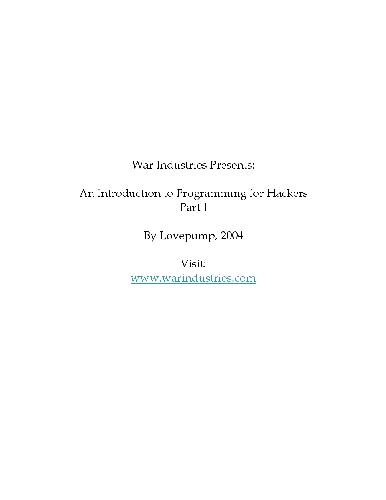 War Industries Presents:
An Introduction to Programming for Hackers
Part I
By Lovepump, 2004
Visit:
www.warindustries.com